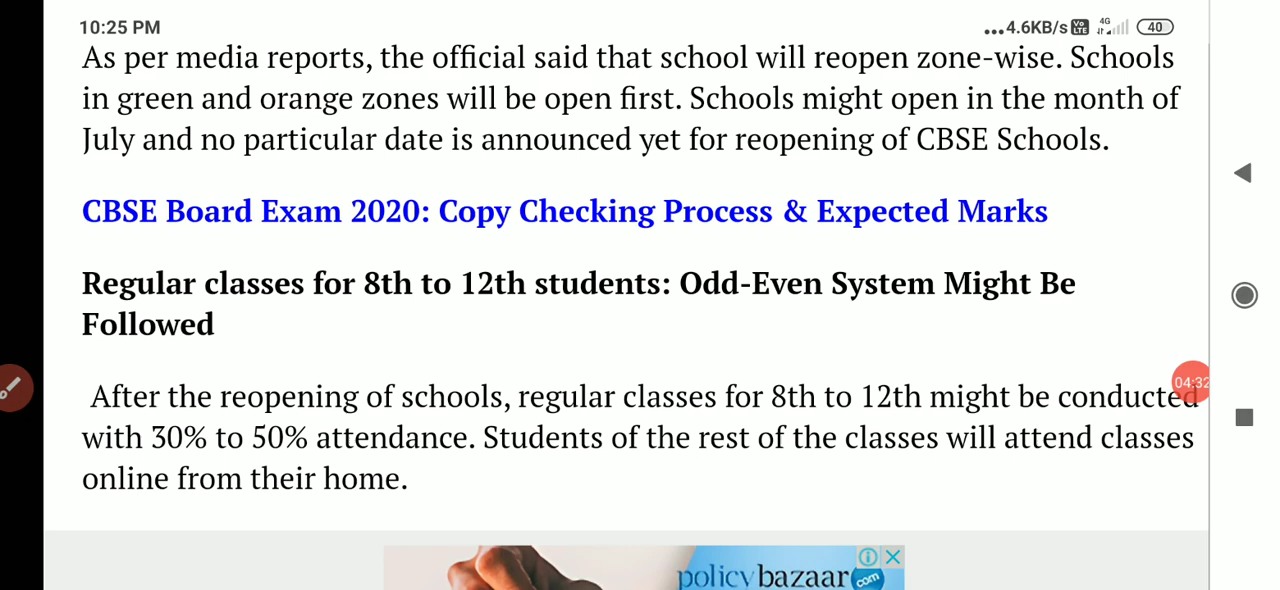 10:25 PM
...4.6KB/s Vo LTE 4G 40
As per media reports, the official said that school will reopen zone-wise. Schools
in green and orange zones will be open first. Schools might open in the month of
July and no particular date is announced yet for reopening of CBSE Schools.
CBSE Board Exam 2020: Copy Checking Process & Expected Marks
Regular classes for 8th to 12th students: Odd-Even System Might Be
Followed
04:32
After the reopening of schools, regular classes for 8th to 12th might be conducted
with 30% to 50% attendance. Students of the rest of the classes will attend classes
online from their home.
policybazaar com